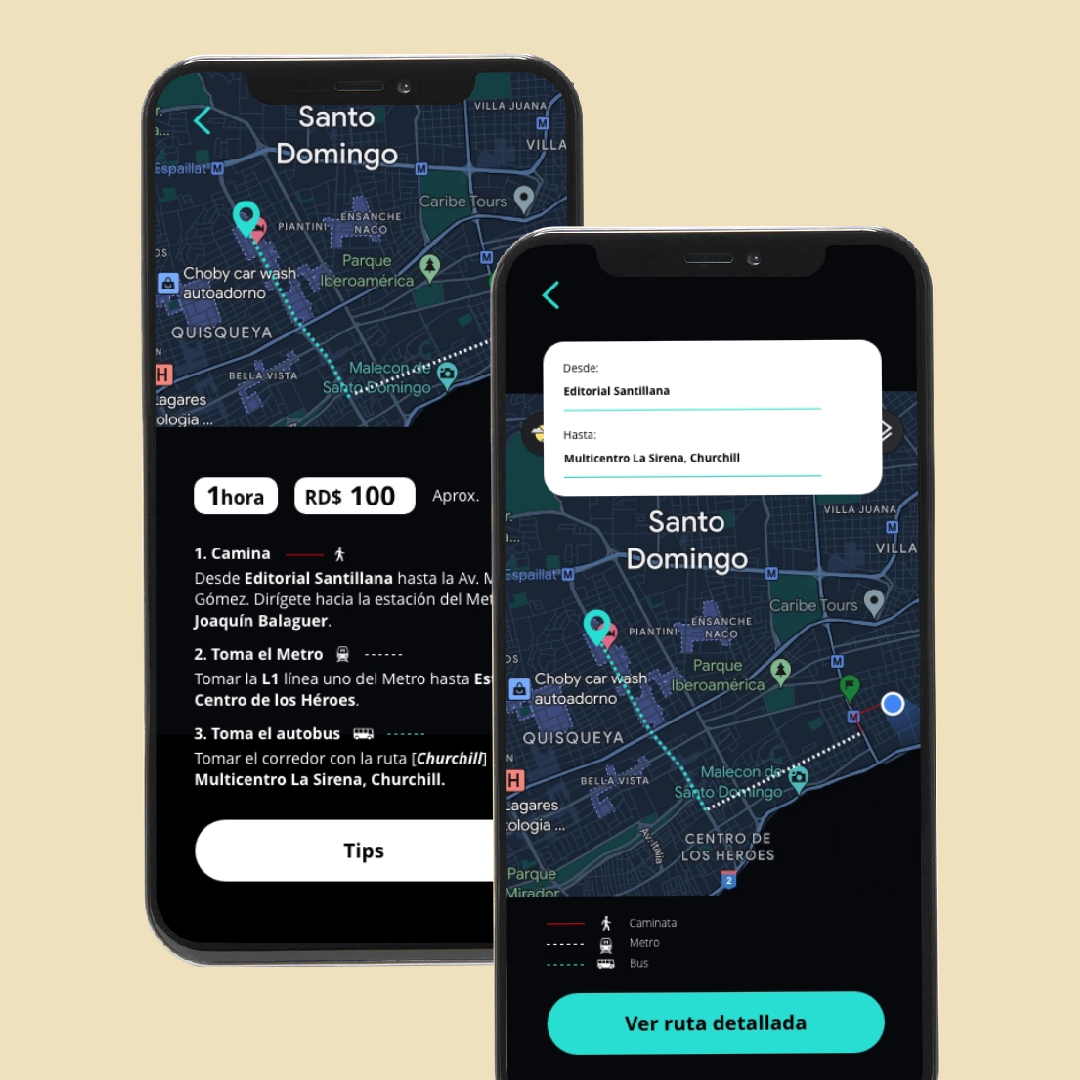 Santo
Domingo
VILLA JUANA
M
VILLA
Espaillat M
M
Caribe Tours
PIANTINI
ENSANCHE
NACO
M
Parque
Iberoamérica
Choby car wash
autoadorno
QUISQUEYA
BELLA VISTA
H
Malecon de
Santo Domingo
Lagares
ologia ...
1hora
RD$ 100
Aprox.
1. Camina
Desde Editorial Santillana hasta la Av. M
Gómez. Dirígete hacia la estación del Met
Joaquín Balaguer.
2. Toma el Metro
Tomar la L1 línea uno del Metro hasta Es
Centro de los Héroes.
3. Toma el autobus
Tomar el corredor con la ruta [Churchill]
Multicentro La Sirena, Churchill.
Tips
Desde:
Editorial Santillana
Hasta:
Multicentro La Sirena, Churchill
Santo
Domingo
VILLA JUANA
M
VILLA
Espaillat M
M
Caribe Tours
PIANTINI
ENSANCHE
NACO
M
Parque
Iberoamérica
Choby car wash
autoadorno
M
QUISQUEYA
BELLA VISTA
H
Malecon de
Santo Domingo
Lagares
tologia ...
Av. Italia
CENTRO DE
LOS HEROES
Parque
Mirador
2
Caminata
Metro
Bus
Ver ruta detallada